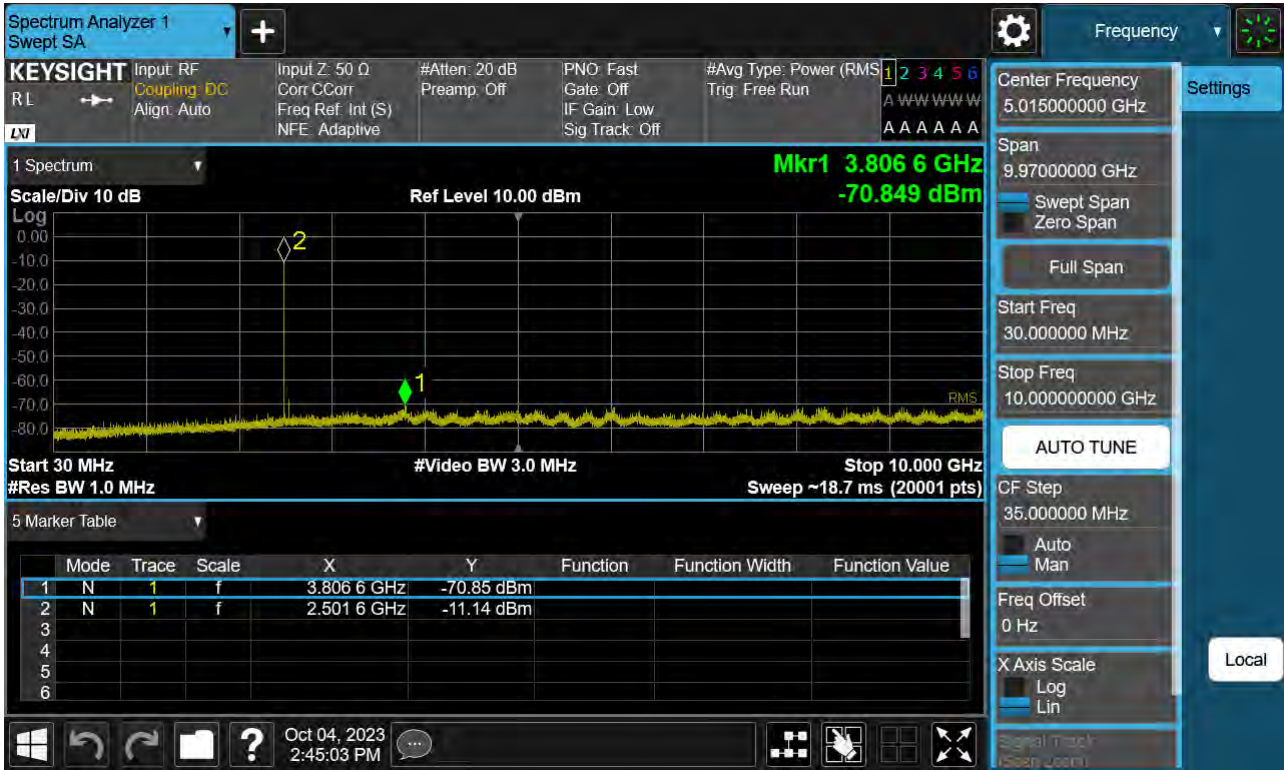 Spectrum Analyzer 1
Swept SA
Frequency
KEYSIGHT
Input: RF
Coupling: DC
Align: Auto
Input Z: 50 Ω
Corr CCorr
Freq Ref: Int (S)
NFE: Adaptive
#Atten: 20 dB
Preamp: Off
PNO: Fast
Gate: Off
IF Gain: Low
Sig Track: Off
#Avg Type: Power (RMS
Trig: Free Run
1 2 3 4 5 6
A W W W W W
A A A A A A
R L
LXI
1 Spectrum
Mkr1 3.806 6 GHz
-70.849 dBm
Scale/Div 10 dB
Ref Level 10.00 dBm
Log
0.00
-10.0
-20.0
-30.0
-40.0
-50.0
-60.0
-70.0
-80.0
2
1
RMS
Start 30 MHz
#Video BW 3.0 MHz
Stop 10.000 GHz
#Res BW 1.0 MHz
Sweep ~18.7 ms (20001 pts)
5 Marker Table
Mode Trace Scale X Y Function Function Width Function Value
1 N 1 f 3.806 6 GHz -70.85 dBm
2 N 1 f 2.501 6 GHz -11.14 dBm
3
4
5
6
Oct 04, 2023
2:45:03 PM
Center Frequency
5.015000000 GHz
Span
9.97000000 GHz
Swept Span
Zero Span
Full Span
Start Freq
30.000000 MHz
Stop Freq
10.000000000 GHz
AUTO TUNE
CF Step
35.000000 MHz
Auto
Man
Freq Offset
0 Hz
X Axis Scale
Log
Lin
Signal Track
(Span Zoom)
Settings
Local